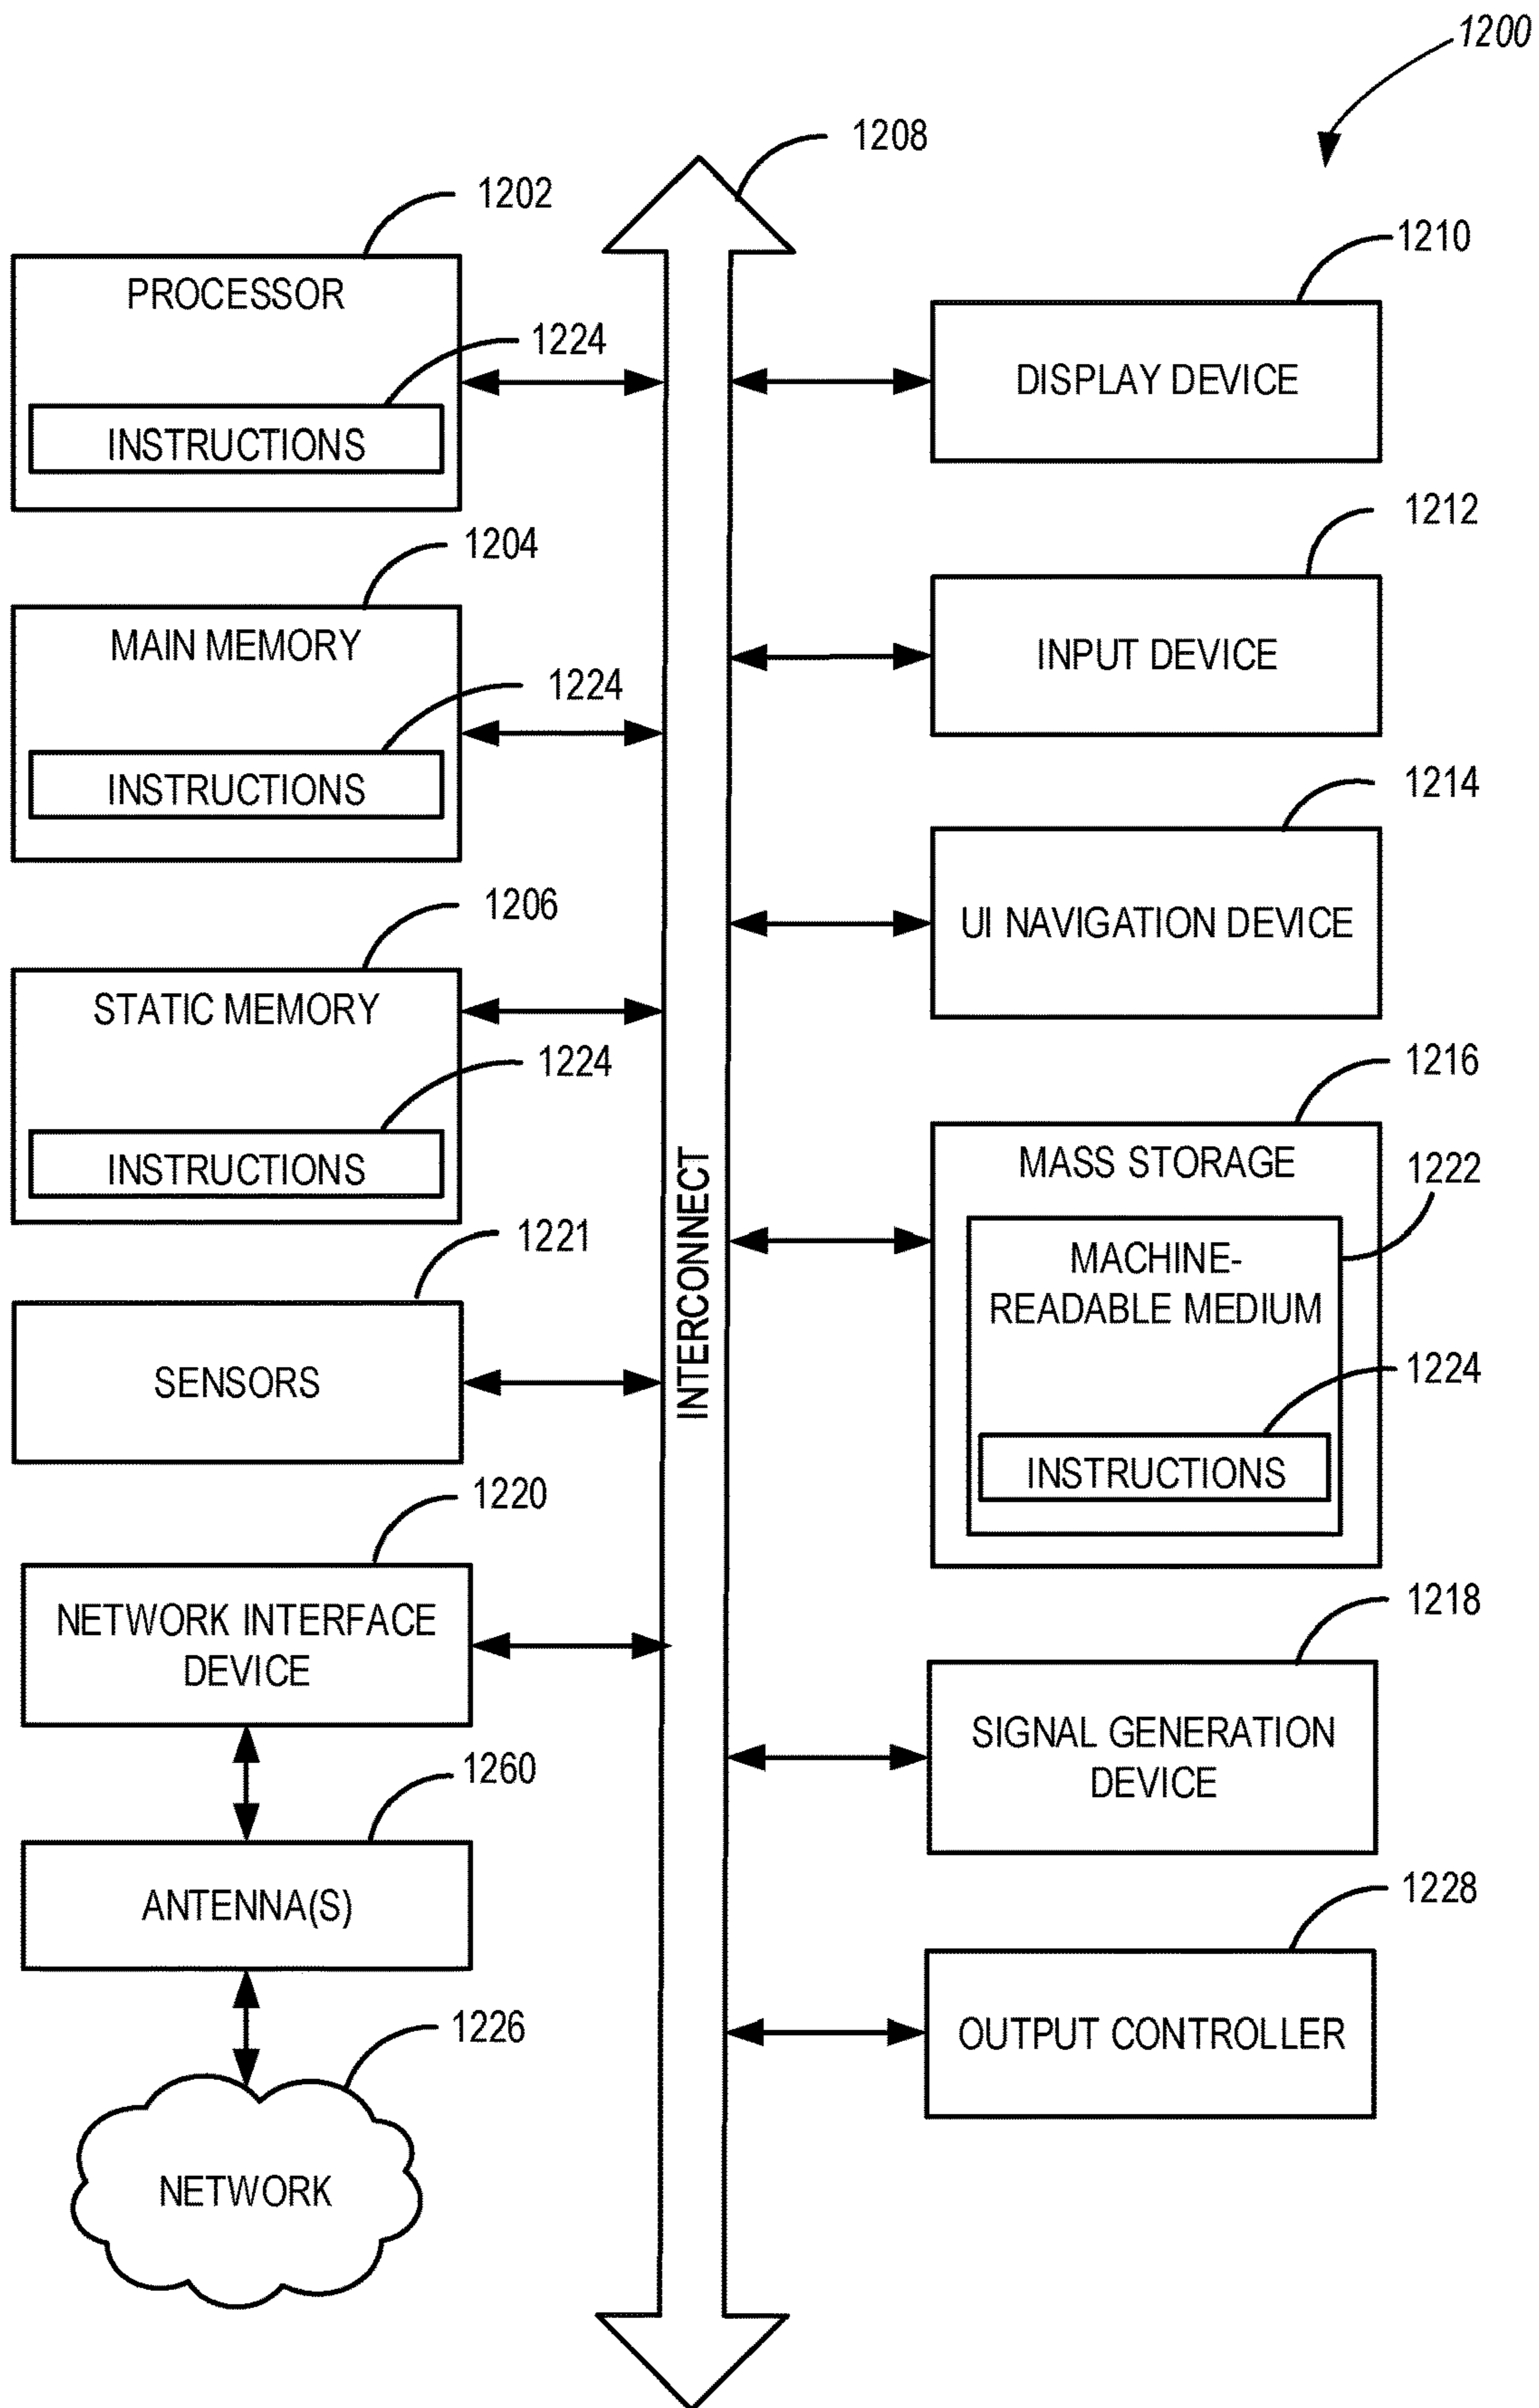 1200
1208
1202
PROCESSOR
1224
INSTRUCTIONS
1204
MAIN MEMORY
1224
INSTRUCTIONS
1206
STATIC MEMORY
1224
INSTRUCTIONS
1221
SENSORS
1220
NETWORK INTERFACE
DEVICE
1260
ANTENNA(S)
1226
NETWORK
INTERCONNECT
1210
DISPLAY DEVICE
1212
INPUT DEVICE
1214
UI NAVIGATION DEVICE
1216
MASS STORAGE
1222
MACHINE-
READABLE MEDIUM
1224
INSTRUCTIONS
1218
SIGNAL GENERATION
DEVICE
1228
OUTPUT CONTROLLER